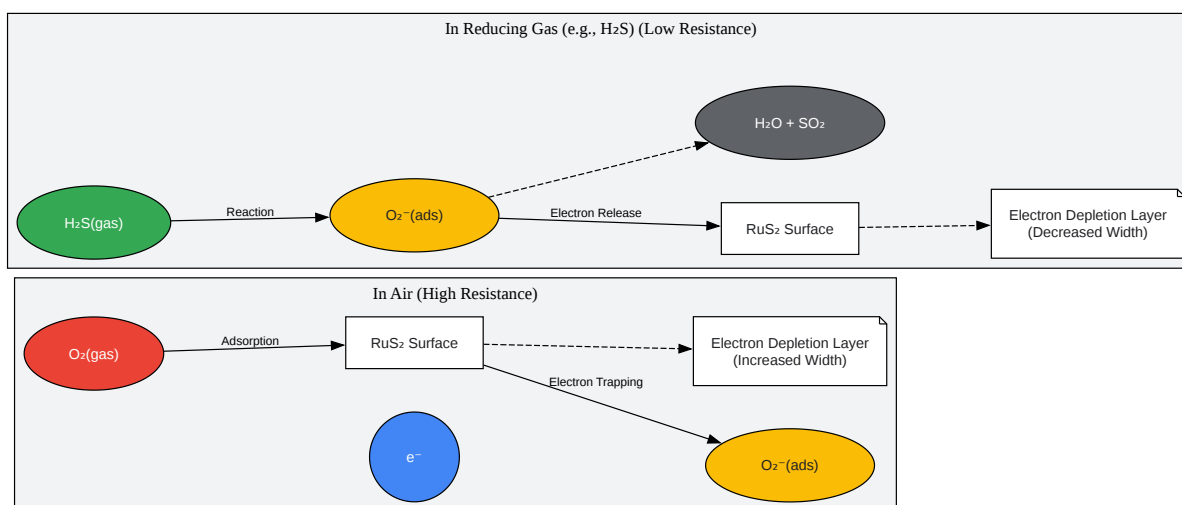 In Reducing Gas (e.g., H₂S) (Low Resistance)
H₂O + SO₂
H₂S(gas)
Reaction
O₂⁻(ads)
Electron Release
RuS₂ Surface
Electron Depletion Layer
(Decreased Width)
In Air (High Resistance)
O₂(gas)
Adsorption
RuS₂ Surface
Electron Depletion Layer
(Increased Width)
Electron Trapping
e⁻
O₂⁻(ads)